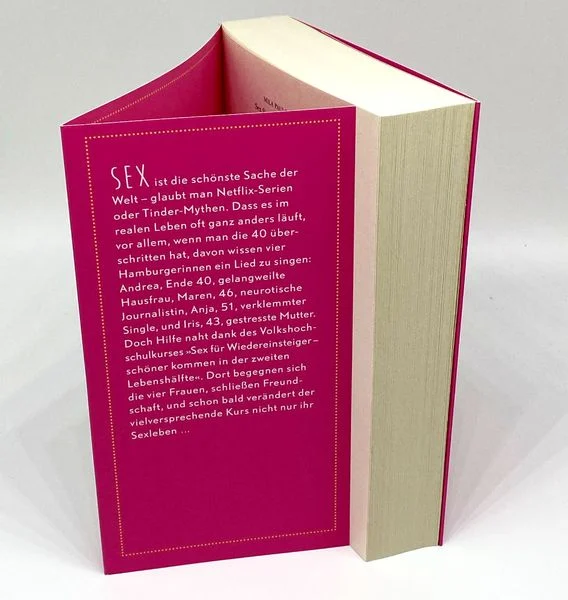 SEX ist die schönste Sache der
Welt – glaubt man Netflix-Serien
oder Tinder-Mythen. Dass es im
realen Leben oft ganz anders läuft,
vor allem, wenn man die 40 über-
schritten hat, davon wissen vier
Hamburgerinnen ein Lied zu singen:
Andrea, Ende 40, gelangweilte
Hausfrau, Maren, 46, neurotische
Journalistin, Anja, 51, verklemmter
Single, und Iris, 43, gestresste Mutter.
Doch Hilfe naht dank des Volkshoch-
schulkurses »Sex für Wiedereinsteiger –
schöner kommen in der zweiten
Lebenshälfte«. Dort begegnen sich
die vier Frauen, schließen Freund-
schaft, und schon bald verändert der
vielversprechende Kurs nicht nur ihr
Sexleben ...